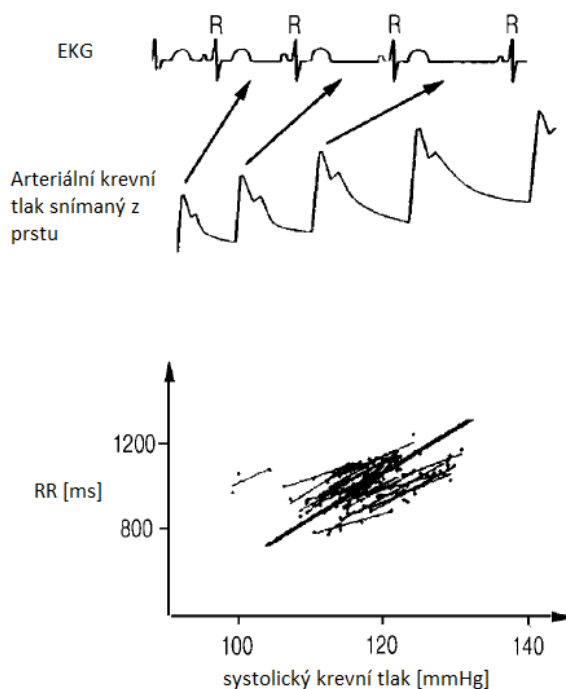 R R R R
EKG
Arteriální krevní
tlak snímaný z
prstu
1200
RR [ms]
800
100 120 140
systolický krevní tlak [mmHg]